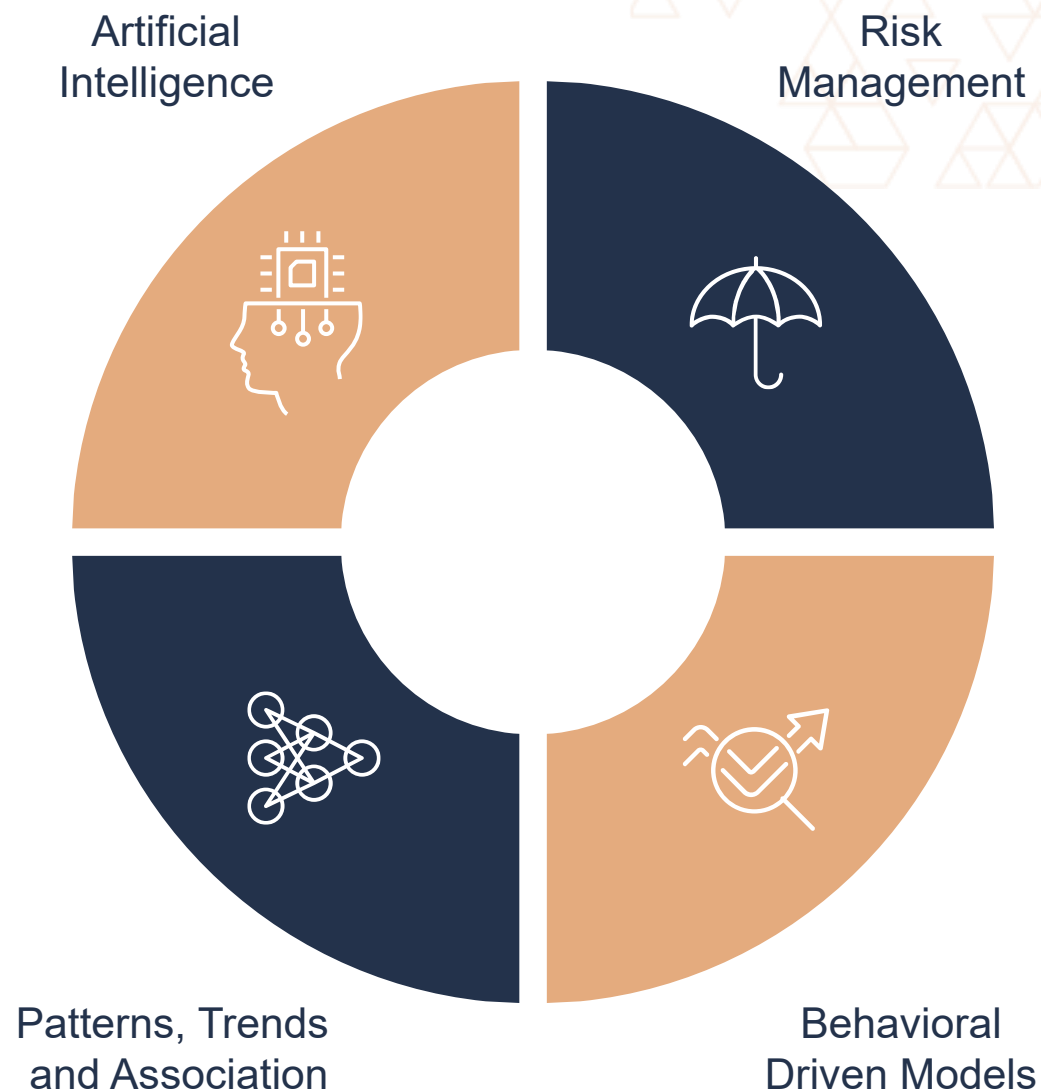 Artificial
Intelligence
Risk
Management
Patterns, Trends
and Association
Behavioral
Driven Models